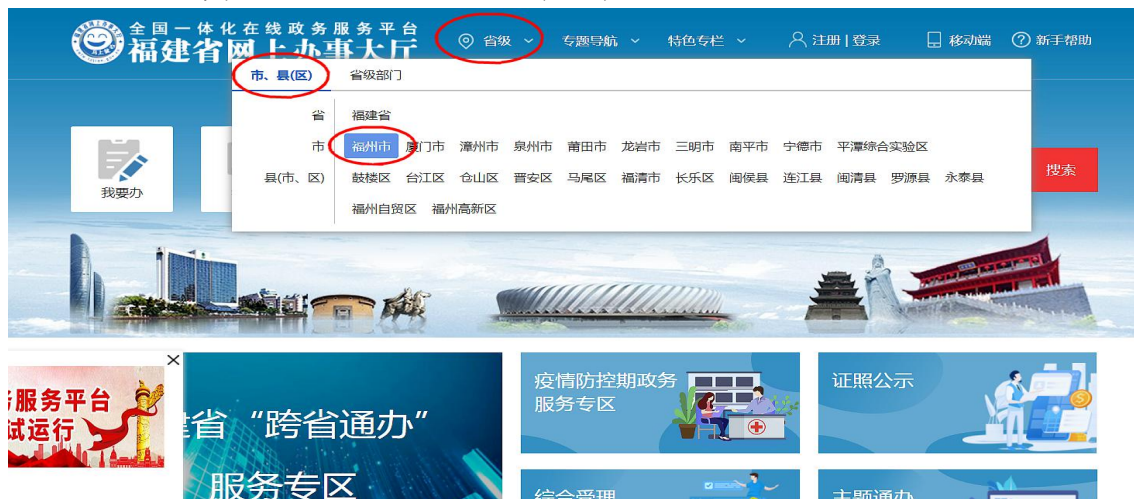 全国一体化在线政务服务平台
福建省网上办事大厅
省级 专题导航 特色专栏 注册 | 登录 移动端 新手帮助
市、县(区) 省级部门
省 福建省
市 福州市 厦门市 漳州市 泉州市 莆田市 龙岩市 三明市 南平市 宁德市 平潭综合实验区
县(市、区) 鼓楼区 台江区 仓山区 晋安区 马尾区 福清市 长乐区 闽侯县 连江县 闽清县 罗源县 永泰县
福州自贸区 福州高新区
我要办
搜索
服务平台
试运行
建省“跨省通办”
服务专区
疫情防控期政务
服务专区
证照公示
综合受理
主题通办